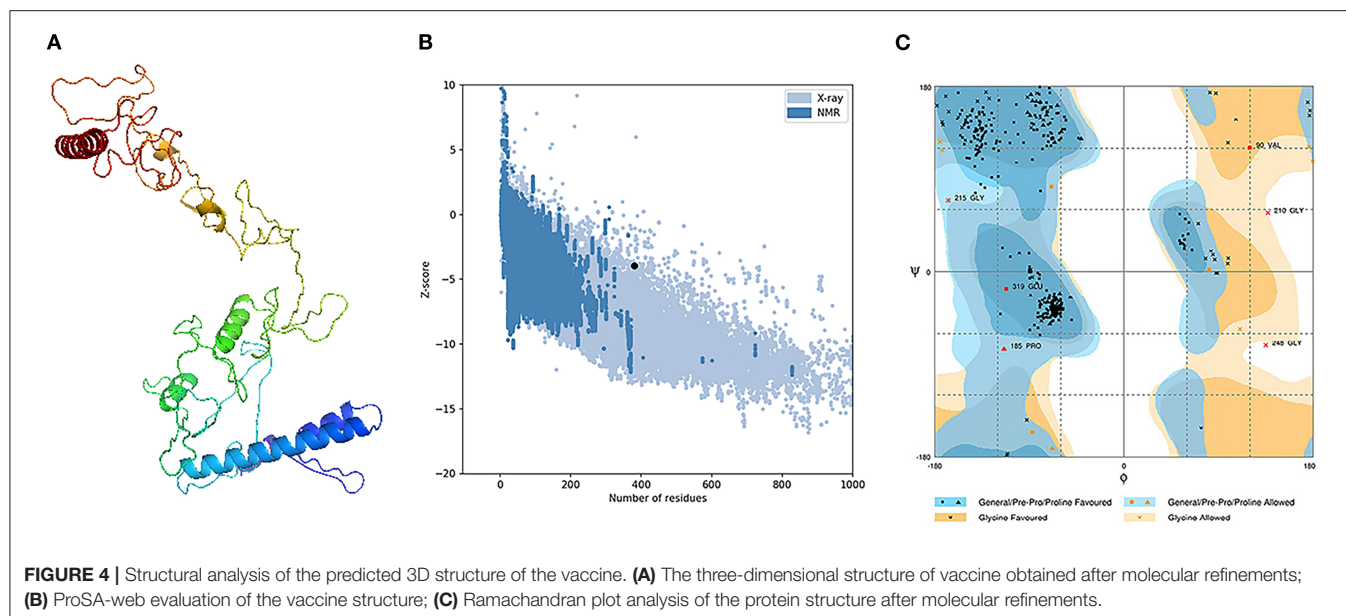 A
B
C
10
5
0
−5
−10
−15
−20
Z-score
0
200
400
600
800
1000
Number of residues
X-ray
NMR
180
0
-180
Ψ
-180
0
180
φ
90 VAL
215 GLY
210 GLY
319 GLU
185 PRO
248 GLY
General/Pre-Pro/Proline Favoured
General/Pre-Pro/Proline Allowed
Glycine Favoured
Glycine Allowed
FIGURE 4 | Structural analysis of the predicted 3D structure of the vaccine. (A) The three-dimensional structure of vaccine obtained after molecular refinements;
(B) ProSA-web evaluation of the vaccine structure; (C) Ramachandran plot analysis of the protein structure after molecular refinements.